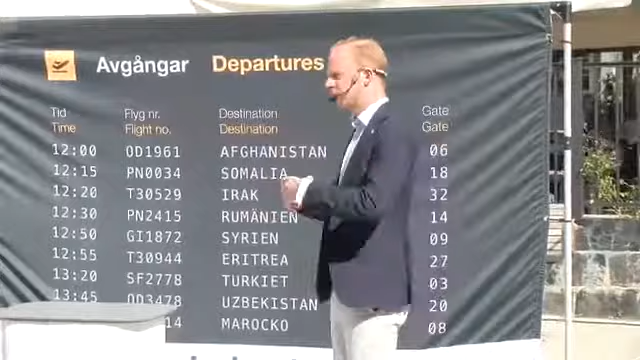 Avgångar Departures
Tid Flyg nr. Destination Gate
Time Flight no. Destination Gate
12:00 OD1961 AFGHANISTAN 06
12:15 PN0034 SOMALIA 18
12:20 T30529 IRAK 32
12:30 PN2415 RUMÄNIEN 14
12:50 GI1872 SYRIEN 09
12:55 T30944 ERITREA 27
13:20 SF2778 TURKIET 03
13:45 OD3478 UZBEKISTAN 20
14 MAROCKO 08